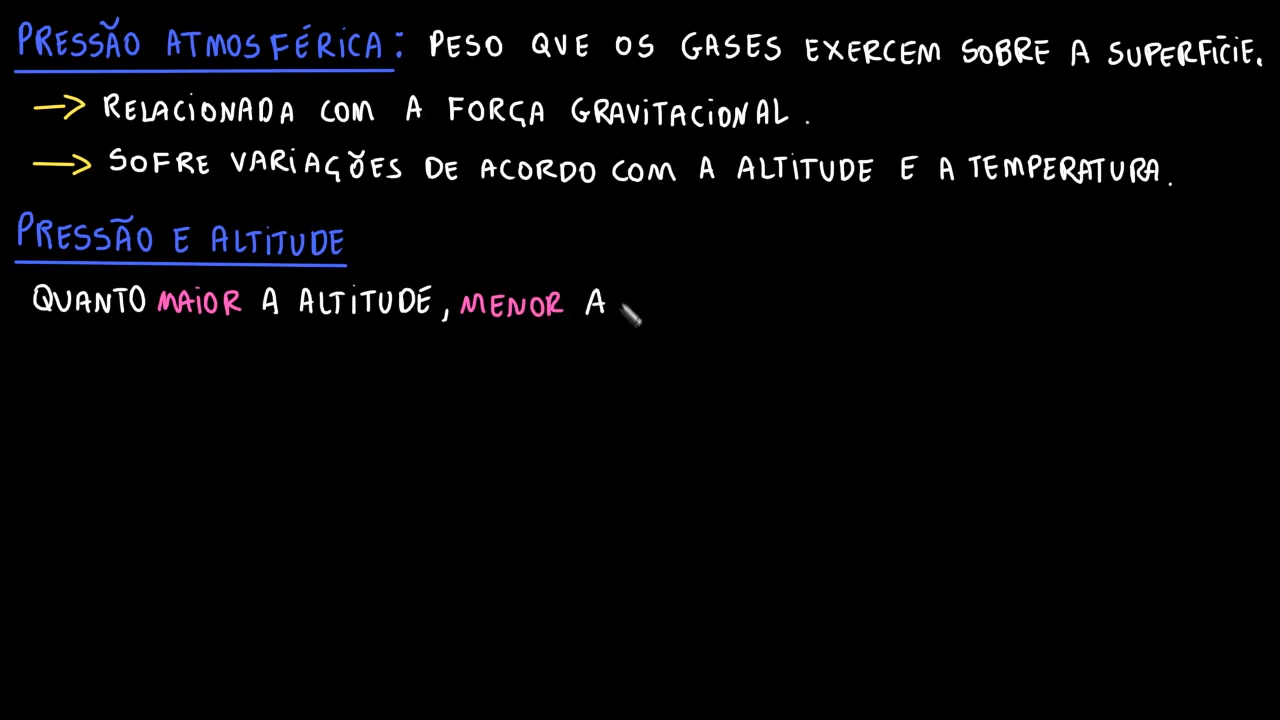 PRESSÃO ATMOSFÉRICA: PESO QUE OS GASES EXERCEM SOBRE A SUPERFÍCIE.
→ RELACIONADA COM A FORÇA GRAVITACIONAL.
→ SOFRE VARIAÇÕES DE ACORDO COM A ALTITUDE E A TEMPERATURA.
PRESSÃO E ALTITUDE
QUANTO MAIOR A ALTITUDE, MENOR A